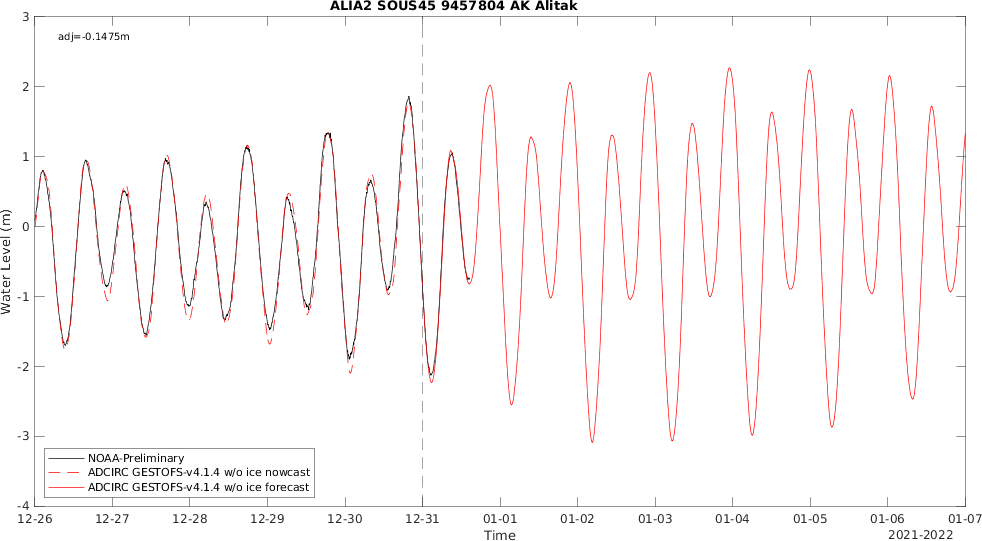 ALIA2 SOUS45 9457804 AK Alitak
adj=-0.1475m
3
2
1
0
-1
-2
-3
-4
Water Level (m)
NOAA-Preliminary
ADCIRC GESTOFS-v4.1.4 w/o ice nowcast
ADCIRC GESTOFS-v4.1.4 w/o ice forecast
12-26 12-27 12-28 12-29 12-30 12-31 01-01 01-02 01-03 01-04 01-05 01-06 01-07
Time
2021-2022